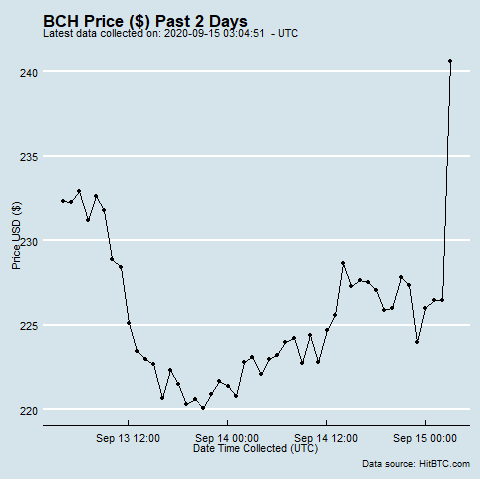 BCH Price ($) Past 2 Days
Latest data collected on: 2020-09-15 03:04:51  - UTC
240
235
230
225
220
Price USD ($)
Sep 13 12:00 Sep 14 00:00 Sep 14 12:00 Sep 15 00:00
Date Time Collected (UTC)
Data source: HitBTC.com